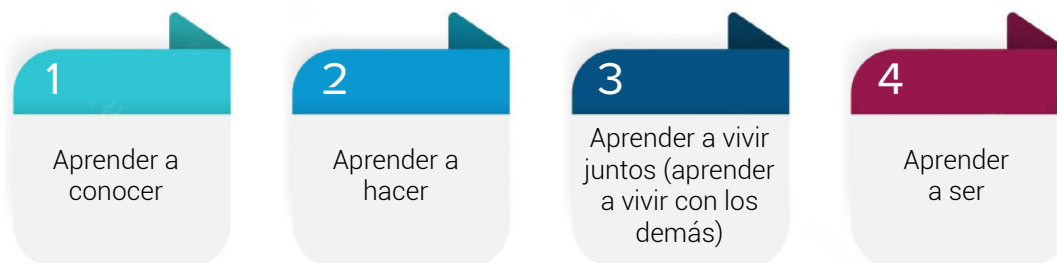 1
Aprender a
conocer
2
Aprender a
hacer
3
Aprender a vivir
juntos (aprender
a vivir con los
demás)
4
Aprender
a ser